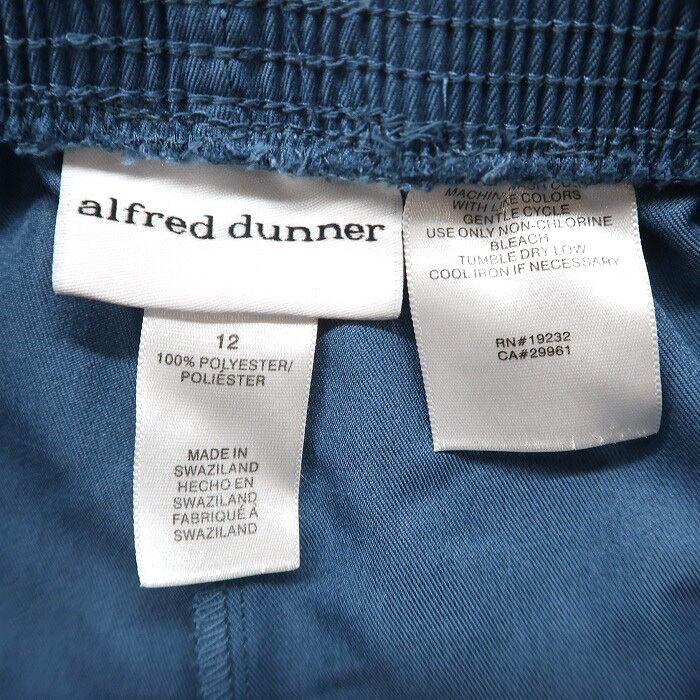 alfred dunner
12
100% POLYESTER/
POLIÉSTER
MADE IN
SWAZILAND
HECHO EN
SWAZILAND
FABRIQUÉ Á
SWAZILAND
MACHINE WASH
WITH LIKE COLORS
GENTLE CYCLE
USE ONLY NON-CHLORINE
BLEACH
TUMBLE DRY LOW
COOL IRON IF NECESSARY
RN#19232
CA#29961